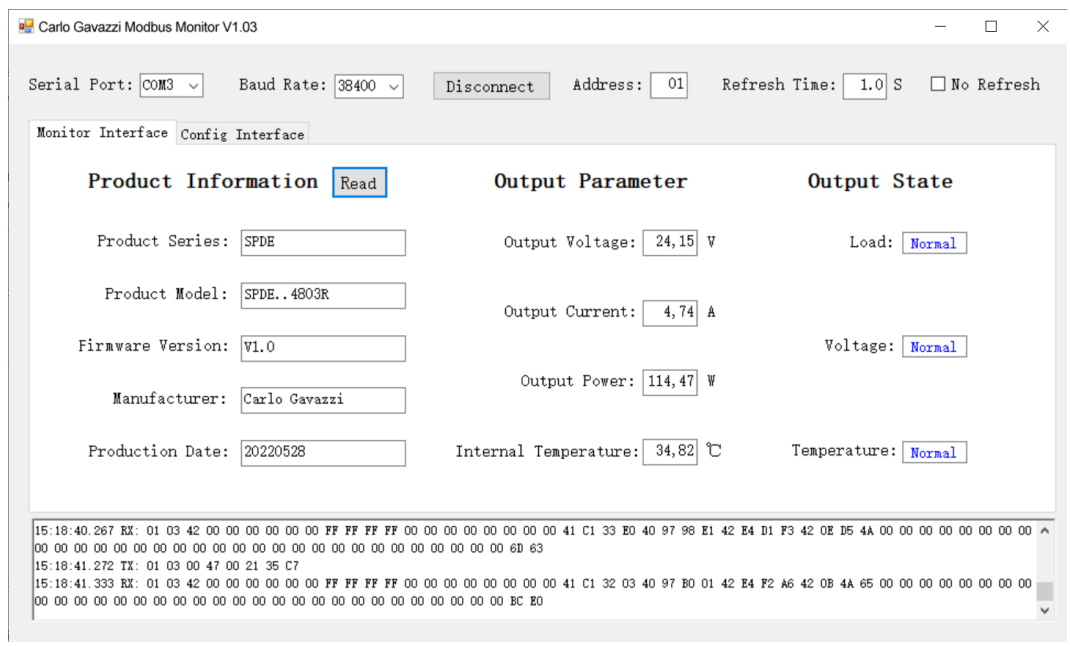 Carlo Gavazzi Modbus Monitor V1.03
Serial Port: COM3 Baud Rate: 38400 Disconnect Address: 01 Refresh Time: 1.0 S No Refresh
Monitor Interface Config Interface
Product Information Read Output Parameter Output State
Product Series: SPDE Output Voltage: 24,15 V Load: Normal
Product Model: SPDE..4803R
Output Current: 4,74 A
Firmware Version: V1.0 Voltage: Normal
Output Power: 114,47 W
Manufacturer: Carlo Gavazzi
Production Date: 20220528 Internal Temperature: 34,82 ℃ Temperature: Normal
15:18:40.267 RX: 01 03 42 00 00 00 00 00 00 FF FF FF FF 00 00 00 00 00 00 00 00 41 C1 33 E0 40 97 98 E1 42 E4 D1 F3 42 0E D5 4A 00 00 00 00 00 00 00 00
00 00 00 00 00 00 00 00 00 00 00 00 00 00 00 00 00 00 00 00 00 00 00 00 6D 63
15:18:41.272 TX: 01 03 00 47 00 21 35 C7
15:18:41.333 RX: 01 03 42 00 00 00 00 00 00 FF FF FF FF 00 00 00 00 00 00 00 00 41 C1 32 03 40 97 B0 01 42 E4 F2 A6 42 0B 4A 65 00 00 00 00 00 00 00 00
00 00 00 00 00 00 00 00 00 00 00 00 00 00 00 00 00 00 00 00 00 00 00 00 BC E0